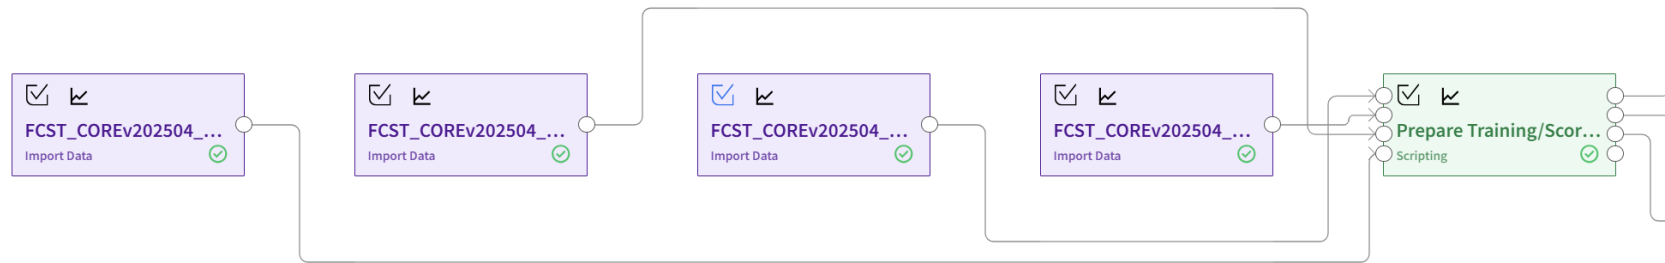 FCST_COREv202504_...
Import Data
FCST_COREv202504_...
Import Data
FCST_COREv202504_...
Import Data
FCST_COREv202504_...
Import Data
Prepare Training/Scor...
Scripting